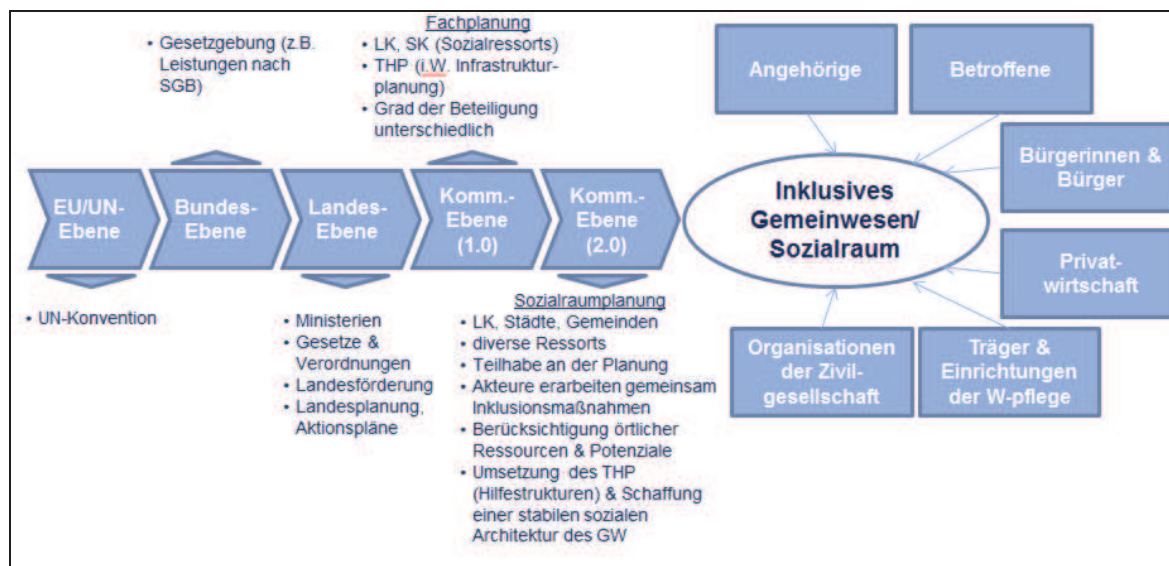 Fachplanung
• Gesetzgebung (z.B.
Leistungen nach
SGB)
• LK, SK (Sozialressorts)
• THP (i.W. Infrastruktur-
planung)
• Grad der Beteiligung
unterschiedlich
EU/UN-
Ebene
Bundes-
Ebene
Landes-
Ebene
Komm.-
Ebene
(1.0)
Komm.-
Ebene
(2.0)
• UN-Konvention
• Ministerien
• Gesetze &
Verordnungen
• Landesförderung
• Landesplanung,
Aktionspläne
Sozialraumplanung
• LK, Städte, Gemeinden
• diverse Ressorts
• Teilhabe an der Planung
• Akteure erarbeiten gemeinsam
Inklusionsmaßnahmen
• Berücksichtigung örtlicher
Ressourcen & Potenziale
• Umsetzung des THP
(Hilfestrukturen) & Schaffung
einer stabilen sozialen
Architektur des GW
Angehörige
Betroffene
Bürgerinnen &
Bürger
Inklusives
Gemeinwesen/
Sozialraum
Privat-
wirtschaft
Organisationen
der Zivil-
gesellschaft
Träger &
Einrichtungen
der W-pflege